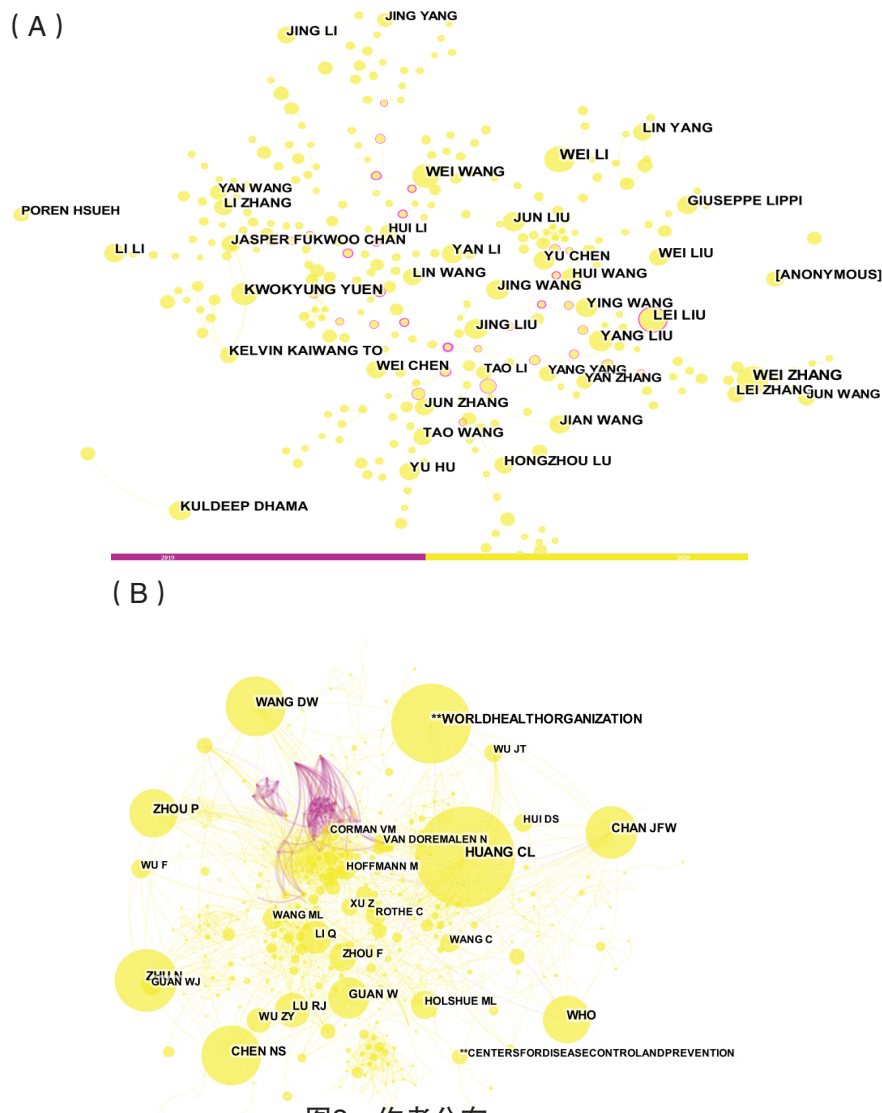 ( A )
JING YANG
JING LI
LIN YANG
WEI LI
WEI WANG
YAN WANG
LI ZHANG
GIUSEPPE LIPPI
POREN HSUEH
JUN LIU
HUI LI
JASPER FUKWOO CHAN
LI LI
YAN LI
YU CHEN
WEI LIU
LIN WANG
HUI WANG
[ANONYMOUS]
KWOKYUNG YUEN
JING WANG
YING WANG
LEI LIU
JING LIU
YANG LIU
KELVIN KAIWANG TO
WEI CHEN
TAO LI
YANG YANG
YAN ZHANG
WEI ZHANG
LEI ZHANG
JUN WANG
JUN ZHANG
JIAN WANG
TAO WANG
HONGZHOU LU
YU HU
KULDEEP DHAMA
2019
( B )
WANG DW
**WORLDHEALTHORGANIZATION
WU JT
ZHOU P
HUI DS
CORMAN VM
CHAN JFW
VAN DOREMALEN N
HUANG CL
WU F
HOFFMANN M
XU Z
ROTHE C
WANG ML
LI Q
WANG C
ZHOU F
ZHU N
GUAN WJ
GUAN W
HOLSHUE ML
LU RJ
WU ZY
WHO
CHEN NS
**CENTERSFORDISEASECONTROLANDPREVENTION